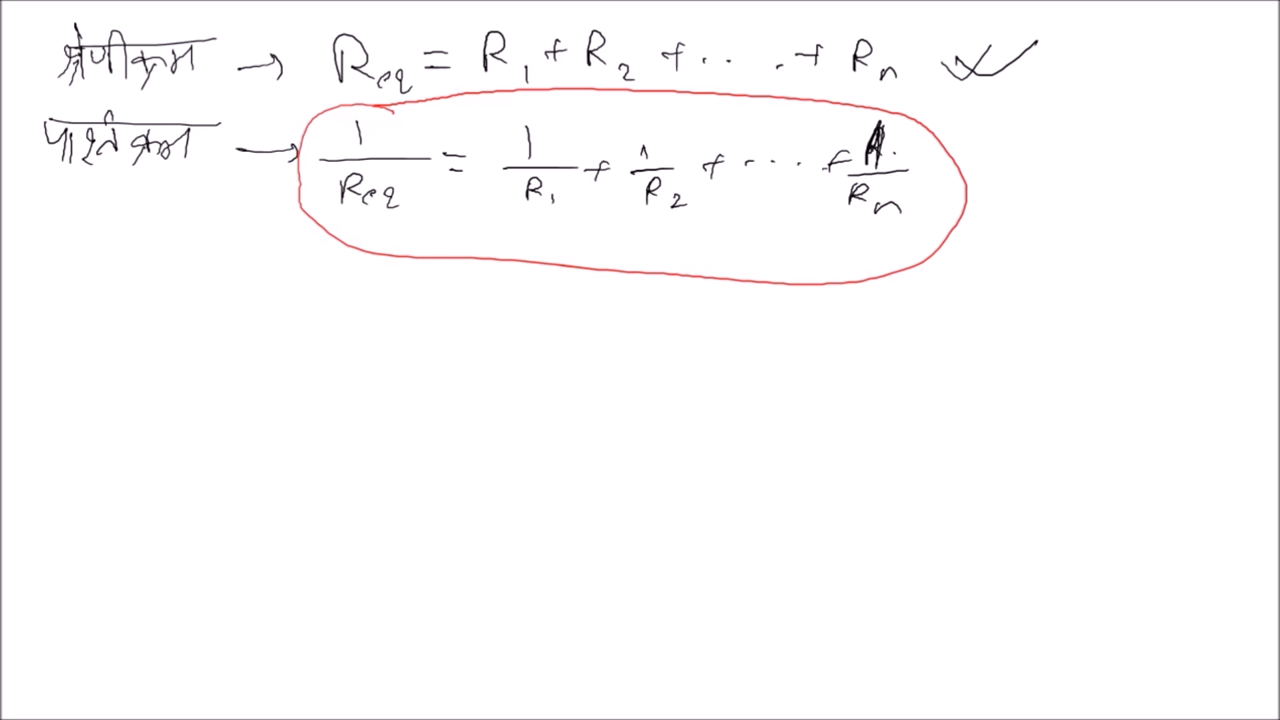 श्रेणीक्रम → Req = R₁ + R₂ + ... + Rn
पार्श्वक्रम → 1/Req = 1/R₁ + 1/R₂ + ... + 1/Rn